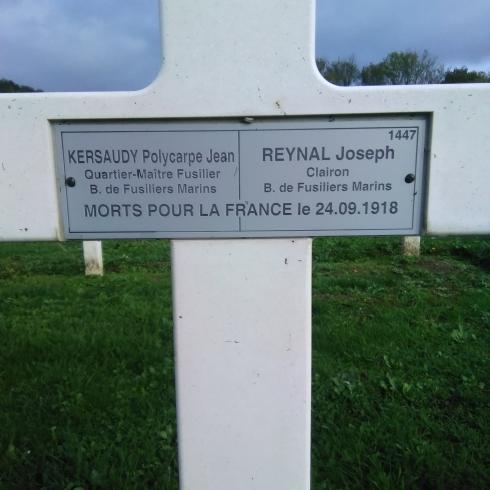 1447
KERSAUDY Polycarpe Jean
Quartier-Maître Fusilier
B. de Fusiliers Marins
REYNAL Joseph
Clairon
B. de Fusiliers Marins
MORTS POUR LA FRANCE le 24.09.1918